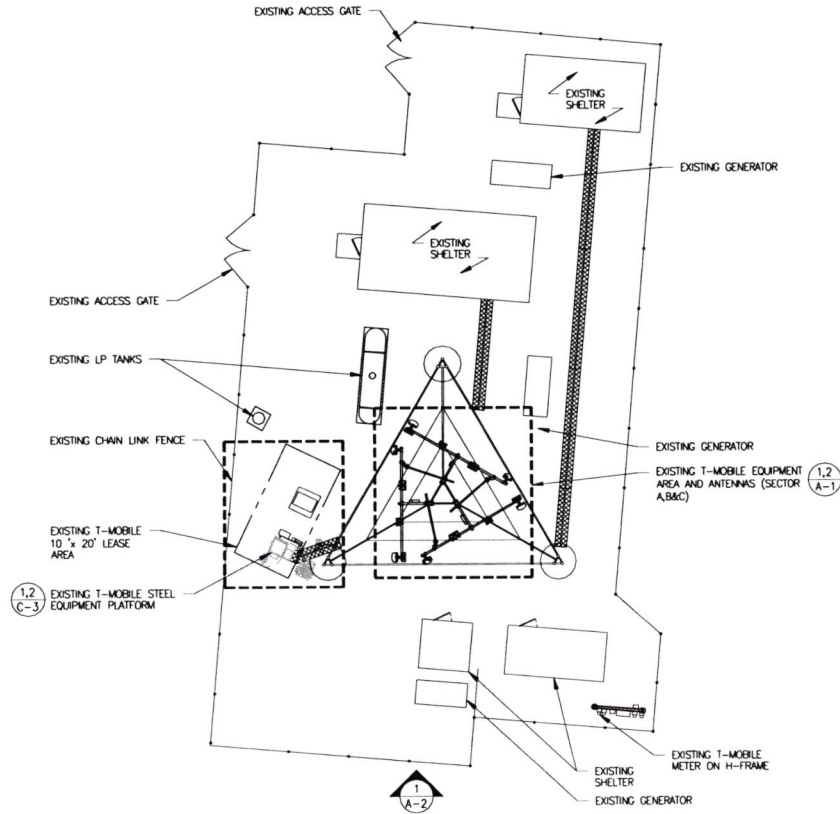 EXISTING ACCESS GATE
EXISTING
SHELTER
EXISTING GENERATOR
EXISTING
SHELTER
EXISTING ACCESS GATE
EXISTING LP TANKS
EXISTING CHAIN LINK FENCE
EXISTING GENERATOR
EXISTING T-MOBILE EQUIPMENT
AREA AND ANTENNAS (SECTOR
A,B&C)
1,2
A-1
EXISTING T-MOBILE
10 'x 20' LEASE
AREA
1,2
C-3
EXISTING T-MOBILE STEEL
EQUIPMENT PLATFORM
EXISTING T-MOBILE
METER ON H-FRAME
EXISTING
SHELTER
EXISTING GENERATOR
1
A-2